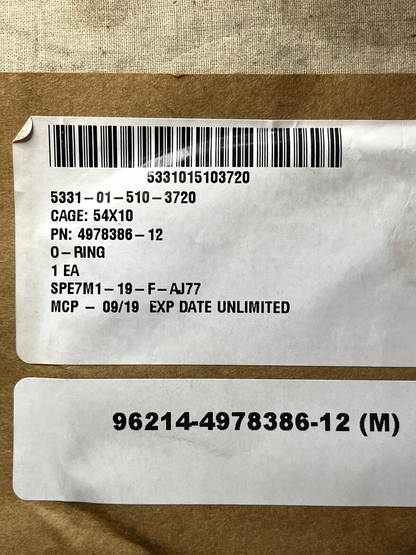 5331015103720
5331-01-510-3720
CAGE: 54X10
PN: 4978386-12
O-RING
1 EA
SPE7M1-19-F-AJ77
MCP - 09/19 EXP DATE UNLIMITED
96214-4978386-12 (M)